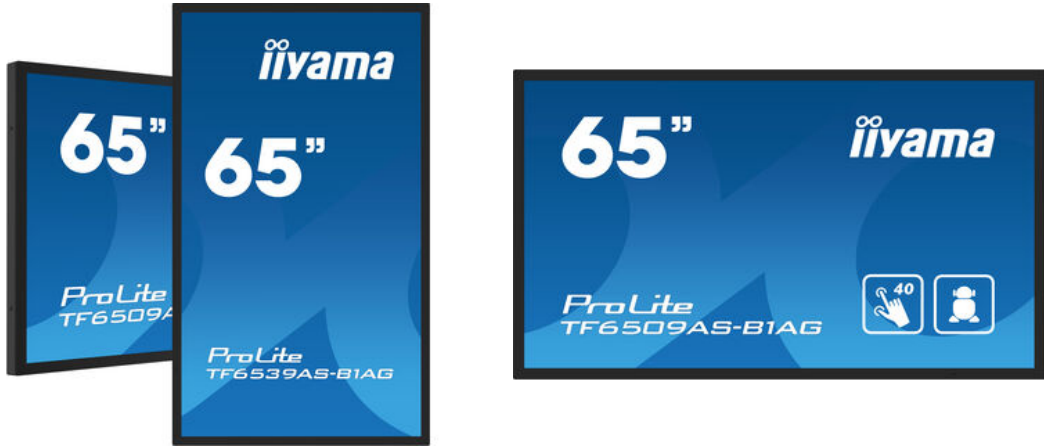 65”
ProLite
TF6509A
iiyama
65”
ProLite
TF6539AS-B1AG
65”
iiyama
40
ProLite
TF6509AS-B1AG